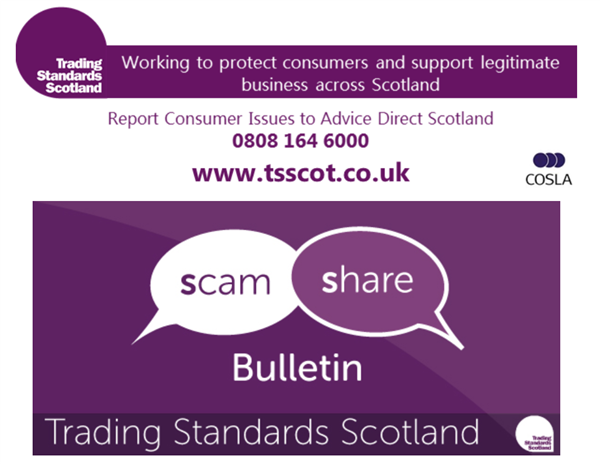 Trading
Standards
Scotland
Working to protect consumers and support legitimate
business across Scotland
Report Consumer Issues to Advice Direct Scotland
0808 164 6000
www.tsscot.co.uk
COSLA
scam
share
Bulletin
Trading Standards Scotland
Trading
Standards
Scotland